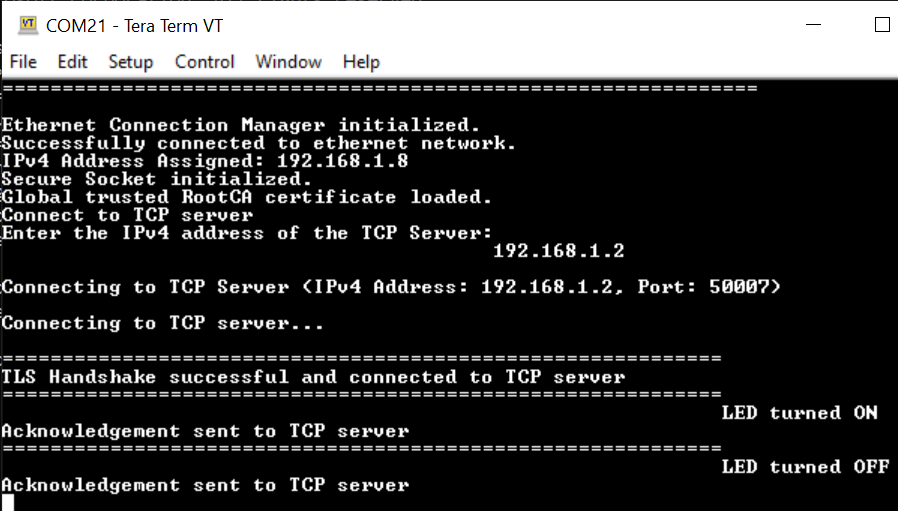 COM21 - Tera Term VT
File Edit Setup Control Window Help
===============================================================
Ethernet Connection Manager initialized.
Successfully connected to ethernet network.
IPv4 Address Assigned: 192.168.1.8
Secure Socket initialized.
Global trusted RootCA certificate loaded.
Connect to TCP server
Enter the IPv4 address of the TCP Server:
192.168.1.2
Connecting to TCP Server (IPv4 Address: 192.168.1.2, Port: 50007)
Connecting to TCP server...
============================================================
TLS Handshake successful and connected to TCP server
============================================================
LED turned ON
Acknowledgement sent to TCP server
============================================================
LED turned OFF
Acknowledgement sent to TCP server